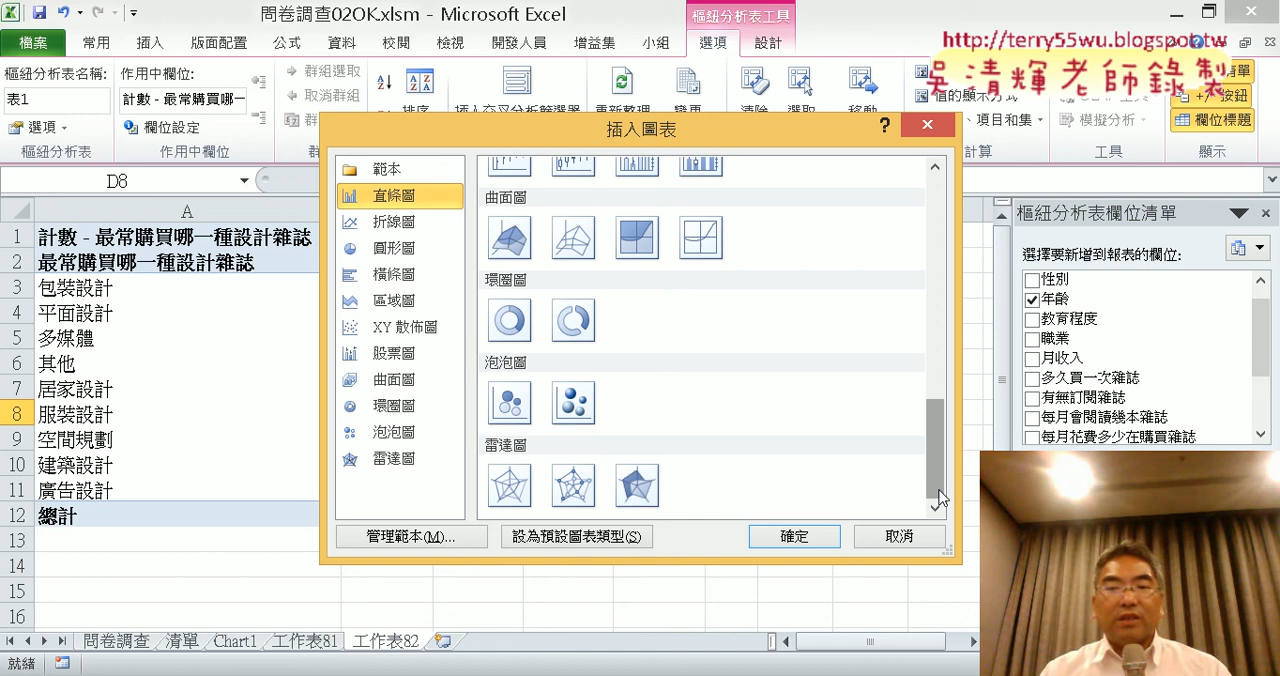 問卷調查02OK.xlsm - Microsoft Excel
樞紐分析表工具
http://terry55wu.blogspot.tw
吳清輝老師錄製
檔案 常用 插入 版面配置 公式 資料 校閱 檢視 開發人員 增益集 小組 選項 設計
樞紐分析表名稱:
表1
選項
樞紐分析表
作用中欄位:
計數 - 最常購買哪一
欄位設定
作用中欄位
群組選取
取消群組
排序
重新整理 變更
清除 選取 移動
、項目和集
計算
模擬分析
工具
清單
+/- 按鈕
欄位標題
顯示
D8
插入圖表
範本
直條圖
折線圖
圓形圖
橫條圖
區域圖
XY 散佈圖
股票圖
曲面圖
環圈圖
泡泡圖
雷達圖
曲面圖
環圈圖
泡泡圖
雷達圖
管理範本(M)... 設為預設圖表類型(S) 確定 取消
A
1 計數 - 最常購買哪一種設計雜誌
2 最常購買哪一種設計雜誌
3 包裝設計
4 平面設計
5 多媒體
6 其他
7 居家設計
8 服裝設計
9 空間規劃
10 建築設計
11 廣告設計
12 總計
13
14
15
16
樞紐分析表欄位清單
選擇要新增到報表的欄位:
性別
年齡
教育程度
職業
月收入
多久買一次雜誌
有無訂閱雜誌
每月會閱讀幾本雜誌
每月花費多少在購買雜誌
問卷調查 清單 Chart1 工作表81 工作表82
就緒